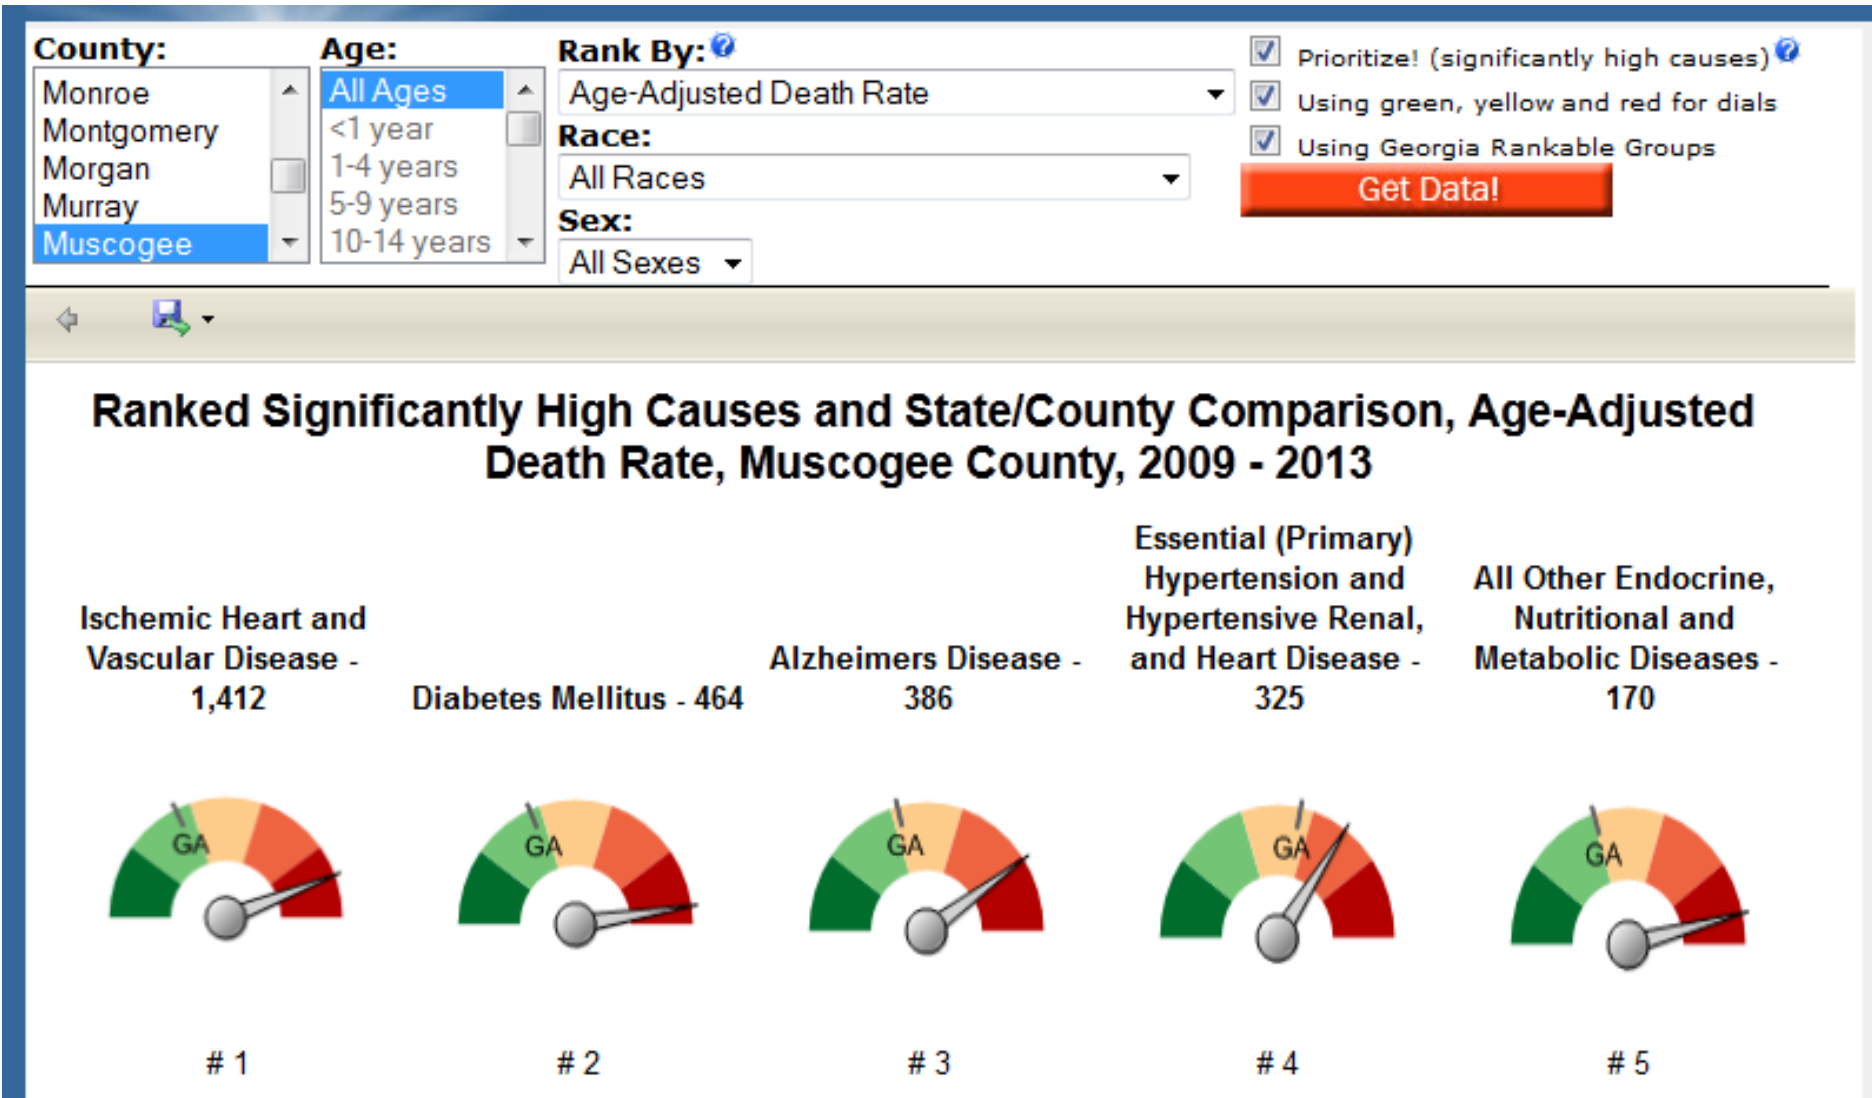 County:
Monroe
Montgomery
Morgan
Murray
Muscogee
Age:
All Ages
<1 year
1-4 years
5-9 years
10-14 years
Rank By:
Age-Adjusted Death Rate
Race:
All Races
Sex:
All Sexes
Prioritize! (significantly high causes)
Using green, yellow and red for dials
Using Georgia Rankable Groups
Get Data!
Ranked Significantly High Causes and State/County Comparison, Age-Adjusted
Death Rate, Muscogee County, 2009 - 2013
Ischemic Heart and
Vascular Disease -
1,412
Diabetes Mellitus - 464
Alzheimers Disease -
386
Essential (Primary)
Hypertension and
Hypertensive Renal,
and Heart Disease -
325
All Other Endocrine,
Nutritional and
Metabolic Diseases -
170
GA
GA
GA
GA
GA
# 1
# 2
# 3
# 4
# 5